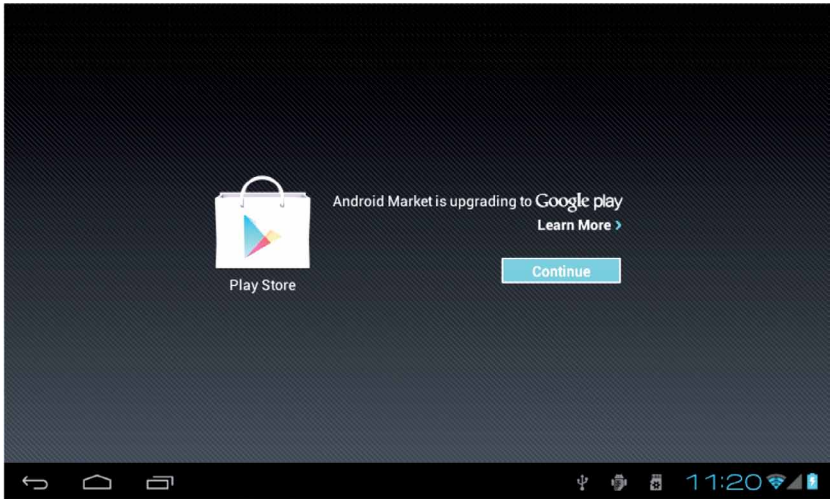 Android Market is upgrading to Google play
Learn More >
Continue
Play Store
11:20